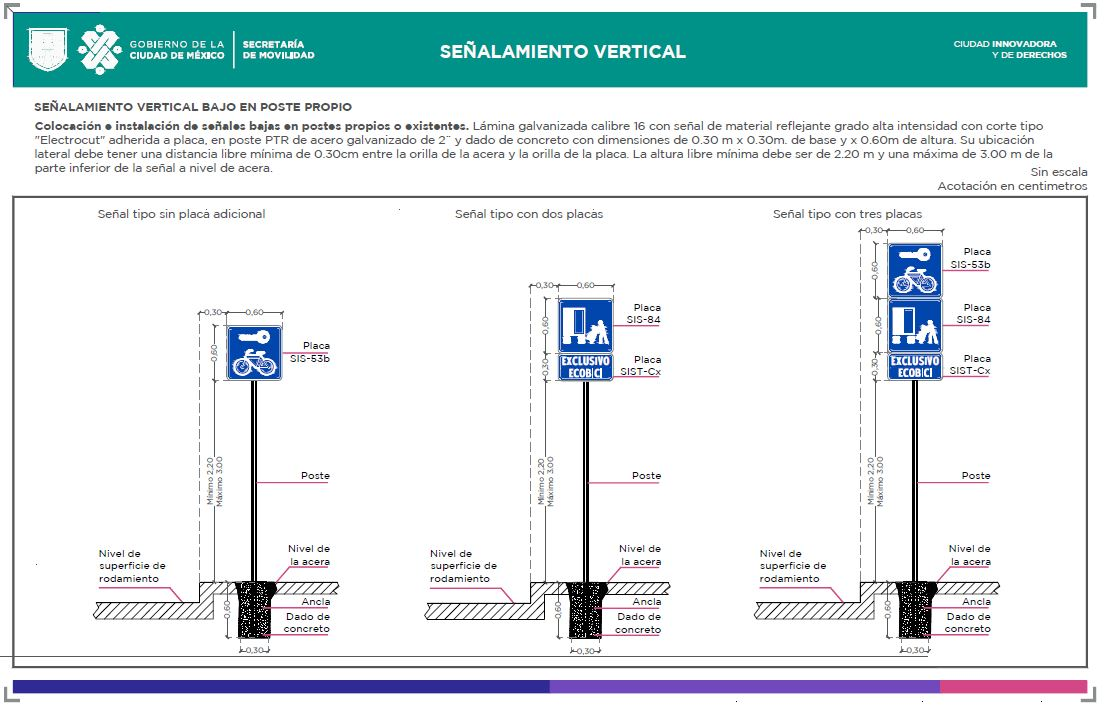 GOBIERNO DE LA
CIUDAD DE MÉXICO
SECRETARÍA
DE MOVILIDAD
SEÑALAMIENTO VERTICAL
CIUDAD INNOVADORA
Y DE DERECHOS
SEÑALAMIENTO VERTICAL BAJO EN POSTE PROPIO
Colocación e instalación de señales bajas en postes propios o existentes. Lámina galvanizada calibre 16 con señal de material reflejante grado alta intensidad con corte tipo
"Electrocut" adherida a placa, en poste PTR de acero galvanizado de 2¨ y dado de concreto con dimensiones de 0.30 m x 0.30m. de base y x 0.60m de altura. Su ubicación
lateral debe tener una distancia libre mínima de 0.30cm entre la orilla de la acera y la orilla de la placa. La altura libre mínima debe ser de 2.20 m y una máxima de 3.00 m de la
parte inferior de la señal a nivel de acera.
Sin escala
Acotación en centimetros
Señal tipo sin placa adicional
0,30
0,60
0,60
Placa
SIS-53b
Mínimo 2,20
Máximo 3.00
Poste
Nivel de
superficie de
rodamiento
Nivel de
la acera
Ancla
Dado de
concreto
0,60
0,30
Señal tipo con dos placas
0,30
0,60
0,60
Placa
SIS-84
0,30
EXCLUSIVO
ECOBICI
Placa
SIST-Cx
Mínimo 2,20
Máximo 3.00
Poste
Nivel de
superficie de
rodamiento
Nivel de
la acera
Ancla
Dado de
concreto
0,60
0,30
Señal tipo con tres placas
0,30
0,60
0,60
Placa
SIS-53b
0,60
Placa
SIS-84
0,30
EXCLUSIVO
ECOBICI
Placa
SIST-Cx
Mínimo 2,20
Máximo 3.00
Poste
Nivel de
superficie de
rodamiento
Nivel de
la acera
Ancla
Dado de
concreto
0,60
0,30